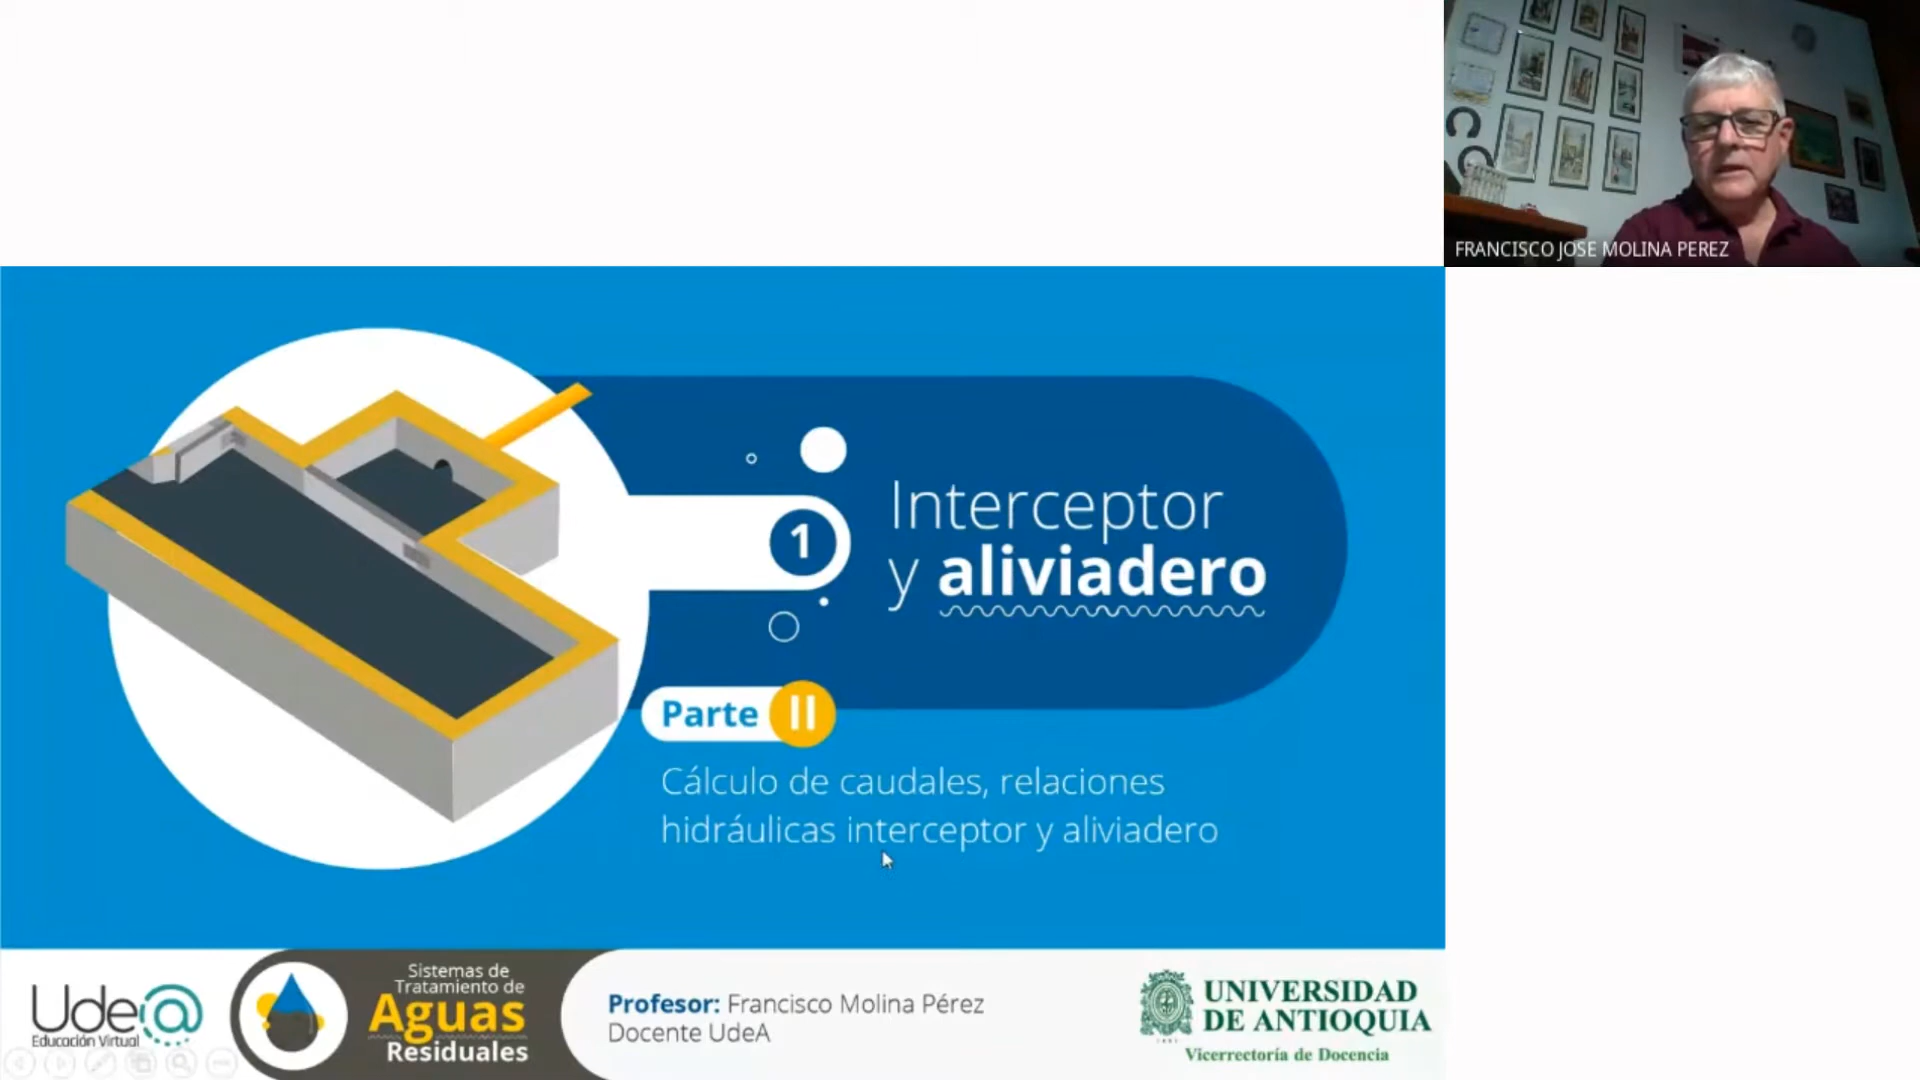 FRANCISCO JOSE MOLINA PEREZ
1
Interceptor
y aliviadero
Parte II
Cálculo de caudales, relaciones
hidráulicas interceptor y aliviadero
Ude@
Educación Virtual
Sistemas de
Tratamiento de
Aguas
Residuales
Profesor: Francisco Molina Pérez
Docente UdeA
UNIVERSIDAD
DE ANTIOQUIA
Vicerrectoría de Docencia